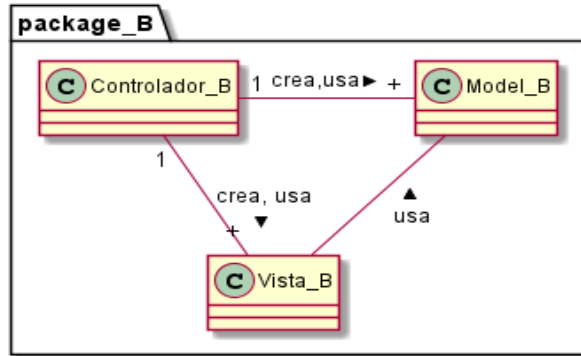 package_B
C Controlador_B
1 crea,usa► +
C Model_B
1
crea, usa
▼
+
▲
usa
C Vista_B